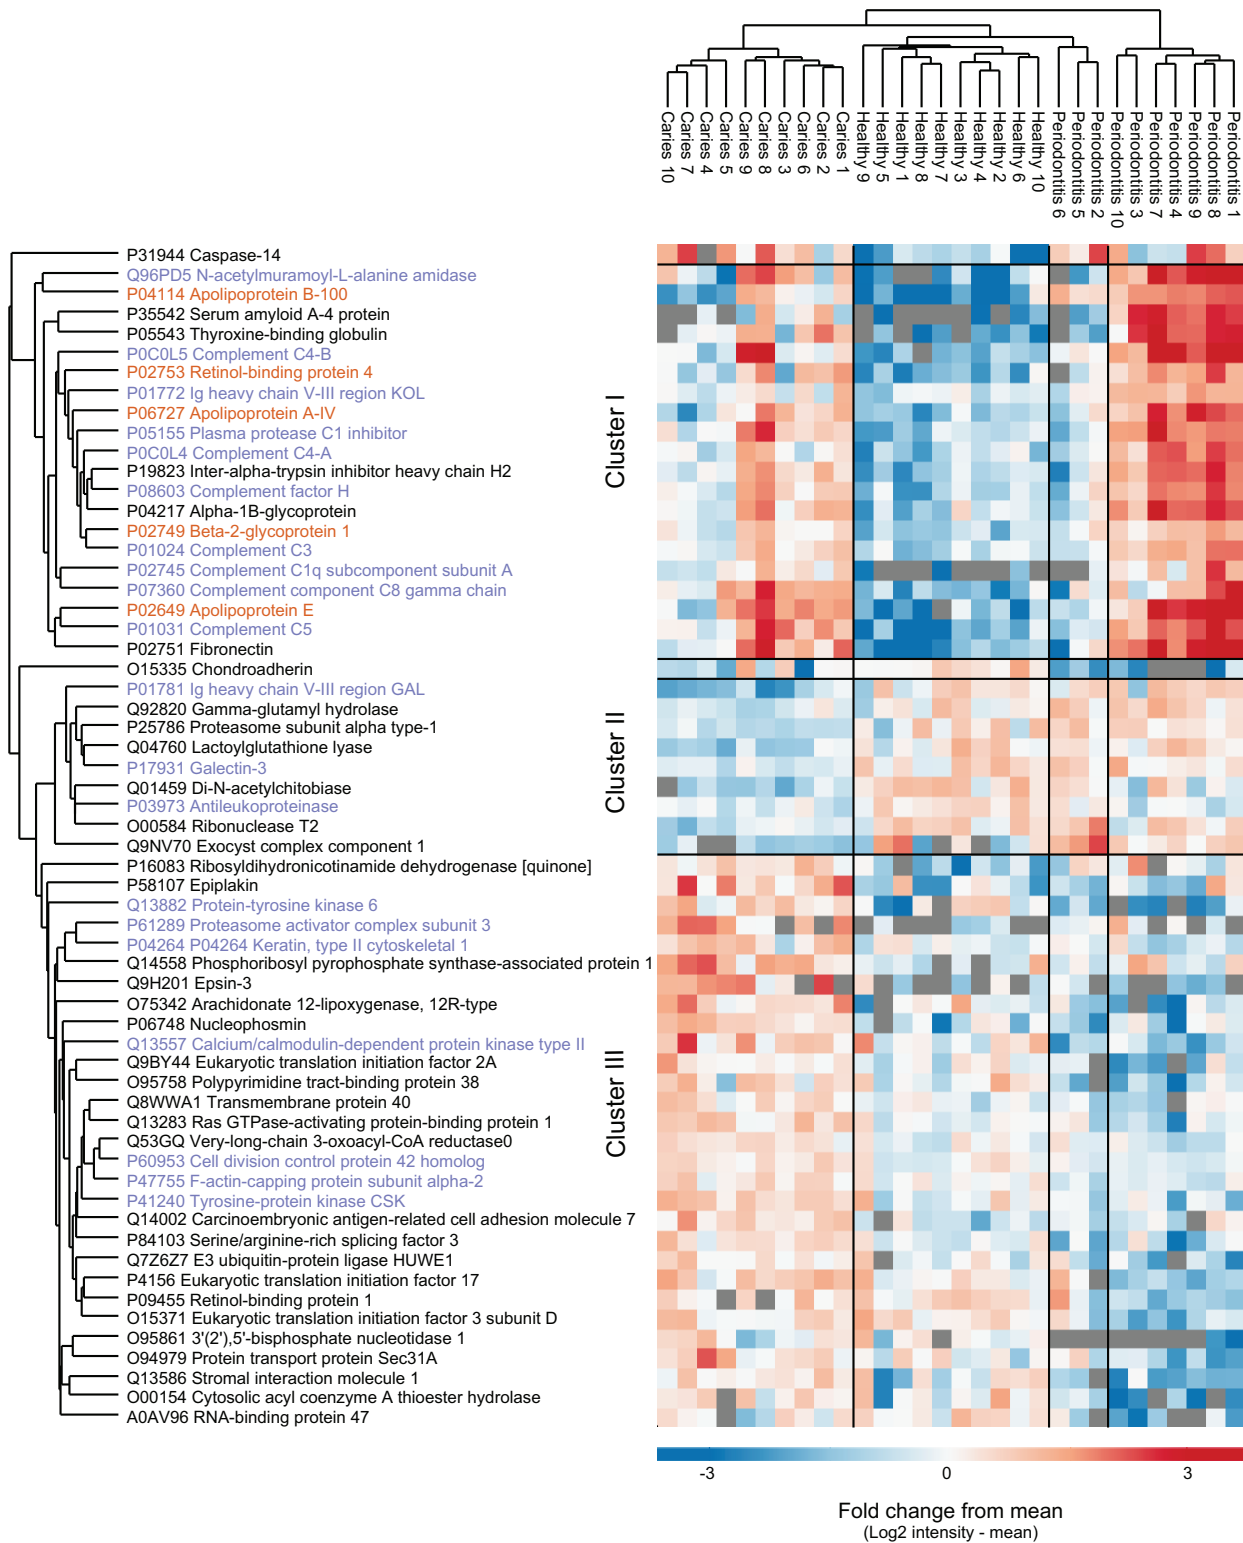 Caries 10
Caries 7
Caries 4
Caries 5
Caries 9
Caries 8
Caries 3
Caries 6
Caries 2
Caries 1
Healthy 9
Healthy 5
Healthy 1
Healthy 8
Healthy 7
Healthy 3
Healthy 4
Healthy 2
Healthy 6
Healthy 10
Periodontitis 6
Periodontitis 5
Periodontitis 2
Periodontitis 10
Periodontitis 3
Periodontitis 7
Periodontitis 4
Periodontitis 9
Periodontitis 8
Periodontitis 1
P31944 Caspase-14
Q96PD5 N-acetylmuramoyl-L-alanine amidase
P04114 Apolipoprotein B-100
P35542 Serum amyloid A-4 protein
P05543 Thyroxine-binding globulin
P0C0L5 Complement C4-B
P02753 Retinol-binding protein 4
P01772 Ig heavy chain V-III region KOL
P06727 Apolipoprotein A-IV
P05155 Plasma protease C1 inhibitor
P0C0L4 Complement C4-A
P19823 Inter-alpha-trypsin inhibitor heavy chain H2
P08603 Complement factor H
P04217 Alpha-1B-glycoprotein
P02749 Beta-2-glycoprotein 1
P01024 Complement C3
P02745 Complement C1q subcomponent subunit A
P07360 Complement component C8 gamma chain
P02649 Apolipoprotein E
P01031 Complement C5
P02751 Fibronectin
Cluster I
O15335 Chondroadherin
P01781 Ig heavy chain V-III region GAL
Q92820 Gamma-glutamyl hydrolase
P25786 Proteasome subunit alpha type-1
Q04760 Lactoylglutathione lyase
P17931 Galectin-3
Q01459 Di-N-acetylchitobiase
P03973 Antileukoproteinase
O00584 Ribonuclease T2
Q9NV70 Exocyst complex component 1
Cluster II
P16083 Ribosyldihydronicotinamide dehydrogenase [quinone]
P58107 Epiplakin
Q13882 Protein-tyrosine kinase 6
P61289 Proteasome activator complex subunit 3
P04264 P04264 Keratin, type II cytoskeletal 1
Q14558 Phosphoribosyl pyrophosphate synthase-associated protein 1
Q9H201 Epsin-3
O75342 Arachidonate 12-lipoxygenase, 12R-type
P06748 Nucleophosmin
Q13557 Calcium/calmodulin-dependent protein kinase type II
Q9BY44 Eukaryotic translation initiation factor 2A
O95758 Polypyrimidine tract-binding protein 38
Q8WWA1 Transmembrane protein 40
Q13283 Ras GTPase-activating protein-binding protein 1
Q53GQ Very-long-chain 3-oxoacyl-CoA reductase0
P60953 Cell division control protein 42 homolog
P47755 F-actin-capping protein subunit alpha-2
P41240 Tyrosine-protein kinase CSK
Q14002 Carcinoembryonic antigen-related cell adhesion molecule 7
P84103 Serine/arginine-rich splicing factor 3
Q7Z6Z7 E3 ubiquitin-protein ligase HUWE1
P4156 Eukaryotic translation initiation factor 17
P09455 Retinol-binding protein 1
O15371 Eukaryotic translation initiation factor 3 subunit D
O95861 3'(2'),5'-bisphosphate nucleotidase 1
O94979 Protein transport protein Sec31A
Q13586 Stromal interaction molecule 1
O00154 Cytosolic acyl coenzyme A thioester hydrolase
A0AV96 RNA-binding protein 47
Cluster III
-3 0 3
Fold change from mean
(Log2 intensity - mean)